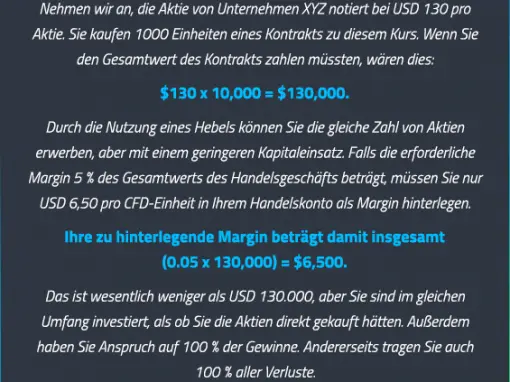 Nehmen wir an, die Aktie von Unternehmen XYZ notiert bei USD 130 pro
Aktie. Sie kaufen 1000 Einheiten eines Kontrakts zu diesem Kurs. Wenn Sie
den Gesamtwert des Kontrakts zahlen müssten, wären dies:
$130 x 10,000 = $130,000.
Durch die Nutzung eines Hebels können Sie die gleiche Zahl von Aktien
erwerben, aber mit einem geringeren Kapitaleinsatz. Falls die erforderliche
Margin 5 % des Gesamtwerts des Handelsgeschäfts beträgt, müssen Sie nur
USD 6,50 pro CFD-Einheit in Ihrem Handelskonto als Margin hinterlegen.
Ihre zu hinterlegende Margin beträgt damit insgesamt
(0.05 x 130,000) = $6,500.
Das ist wesentlich weniger als USD 130.000, aber Sie sind im gleichen
Umfang investiert, als ob Sie die Aktien direkt gekauft hätten. Außerdem
haben Sie Anspruch auf 100 % der Gewinne. Andererseits tragen Sie auch
100 % aller Verluste.